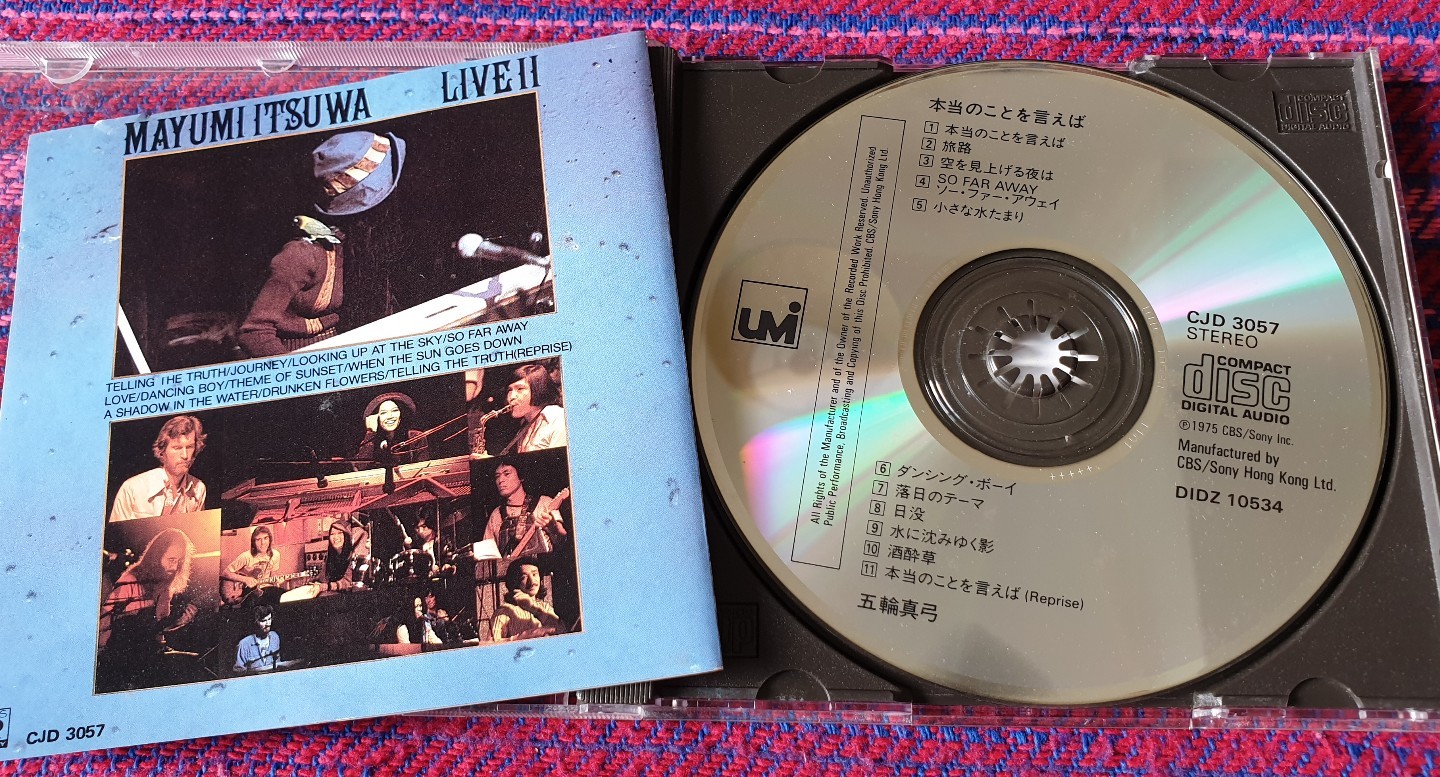 MAYUMI ITSUWA LIVE II
TELLING THE TRUTH/JOURNEY/LOOKING UP AT THE SKY/SO FAR AWAY
LOVE/DANCING BOY/THEME OF SUNSET/WHEN THE SUN GOES DOWN
A SHADOW IN THE WATER/DRUNKEN FLOWERS/TELLING THE TRUTH(REPRISE)
CJD 3057
本当のことを言えば
1 本当のことを言えば
2 旅路
3 空を見上げる夜は
4 SO FAR AWAY
ソー・ファー・アウェイ
5 小さな水たまり
All Rights of the Manufacturer and of the Owner of the Recorded Work Reserved. Unauthorized
Public Performance, Broadcasting and Copying of this Disc Prohibited. CBS/Sony Hong Kong Ltd.
UMI
CJD 3057
STEREO
COMPACT
disc
DIGITAL AUDIO
℗1975 CBS/Sony Inc.
Manufactured by
CBS/Sony Hong Kong Ltd.
DIDZ 10534
6 ダンシング・ボーイ
7 落日のテーマ
8 日没
9 水に沈みゆく影
10 酒酔草
11 本当のことを言えば (Reprise)
五輪真弓
COMPACT
disc
DIGITAL AUDIO